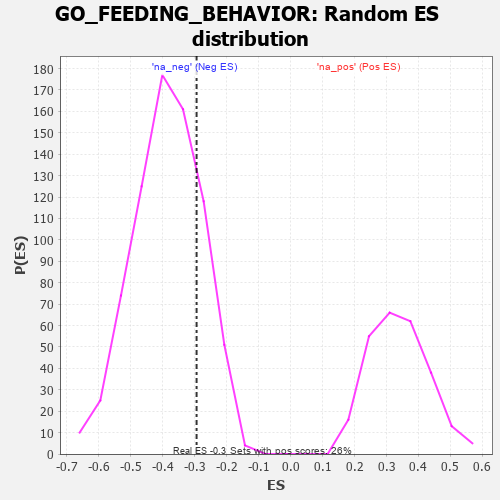 GO_FEEDING_BEHAVIOR: Random ES
distribution
'na_neg' (Neg ES)
'na_pos' (Pos ES)
180
170
160
150
140
130
120
110
100
90
80
70
60
50
40
30
20
10
0
P(ES)
Real ES -0.3 Sets with pos scores: 26%
-0.7 -0.6 -0.5 -0.4 -0.3 -0.2 -0.1 0.0 0.1 0.2 0.3 0.4 0.5 0.6
ES